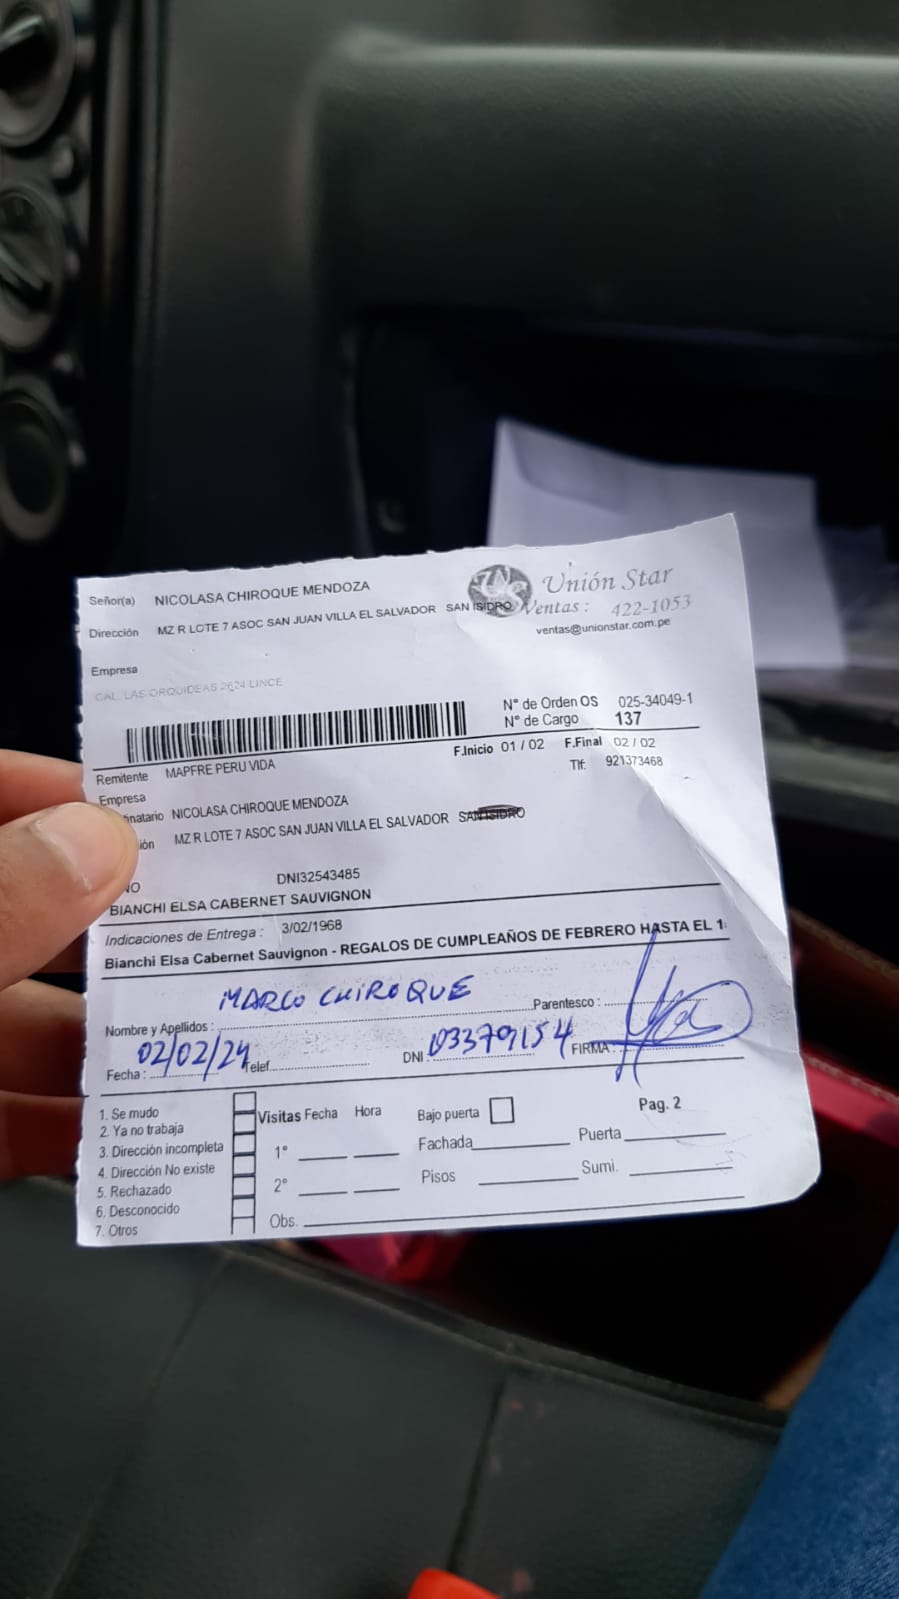 Señor(a) NICOLASA CHIROQUE MENDOZA
Unión Star
Dirección MZ R LOTE 7 ASOC SAN JUAN VILLA EL SALVADOR SAN ISIDRO
Ventas: 422-1053
ventas@unionstar.com.pe
Empresa
CAL. LAS ORQUIDEAS 2624 LINCE
N° de Orden OS 025-34049-1
N° de Cargo 137
F.Inicio 01 / 02 F.Final 02 / 02
Remitente MAPFRE PERU VIDA
Tlf: 921373468
Empresa
inatario NICOLASA CHIROQUE MENDOZA
ión MZ R LOTE 7 ASOC SAN JUAN VILLA EL SALVADOR SAN ISIDRO
NO DNI32543485
BIANCHI ELSA CABERNET SAUVIGNON
Indicaciones de Entrega : 3/02/1968
Bianchi Elsa Cabernet Sauvignon - REGALOS DE CUMPLEAÑOS DE FEBRERO HASTA EL 1
Nombre y Apellidos : MARCO CHIROQUE Parentesco :
Fecha : 02/02/24 Telef. DNI : 03379154 FIRMA :
1. Se mudo
2. Ya no trabaja
3. Dirección incompleta
4. Dirección No existe
5. Rechazado
6. Desconocido
7. Otros
Visitas Fecha Hora
1°
2°
Obs.
Bajo puerta
Pag. 2
Fachada Puerta
Pisos Sumi.